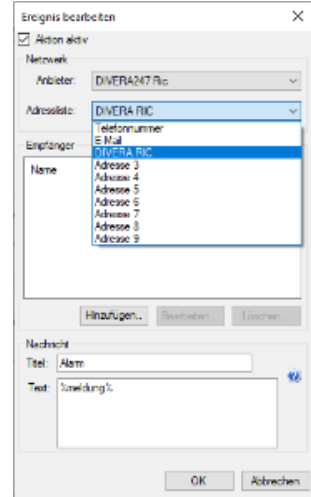 Ereignis bearbeiten
Aktion aktiv
Netzwerk
Anbieter: DIVERA247 Ric
Adressliste: DIVERA RIC
Telefonnummer
E-Mail
DIVERA RIC
Adresse 3
Adresse 4
Adresse 5
Adresse 6
Adresse 7
Adresse 8
Adresse 9
Empfänger
Name
Hinzufügen... Bearbeiten... Löschen...
Nachricht
Titel: Alarm
Text: %meldung%
OK Abbrechen